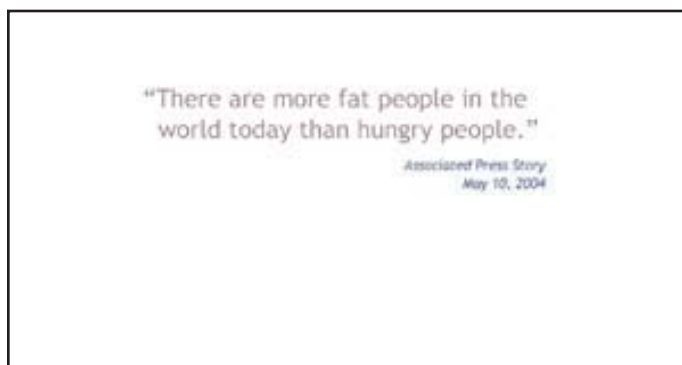 “There are more fat people in the
world today than hungry people.”
Associated Press Story
May 10, 2004